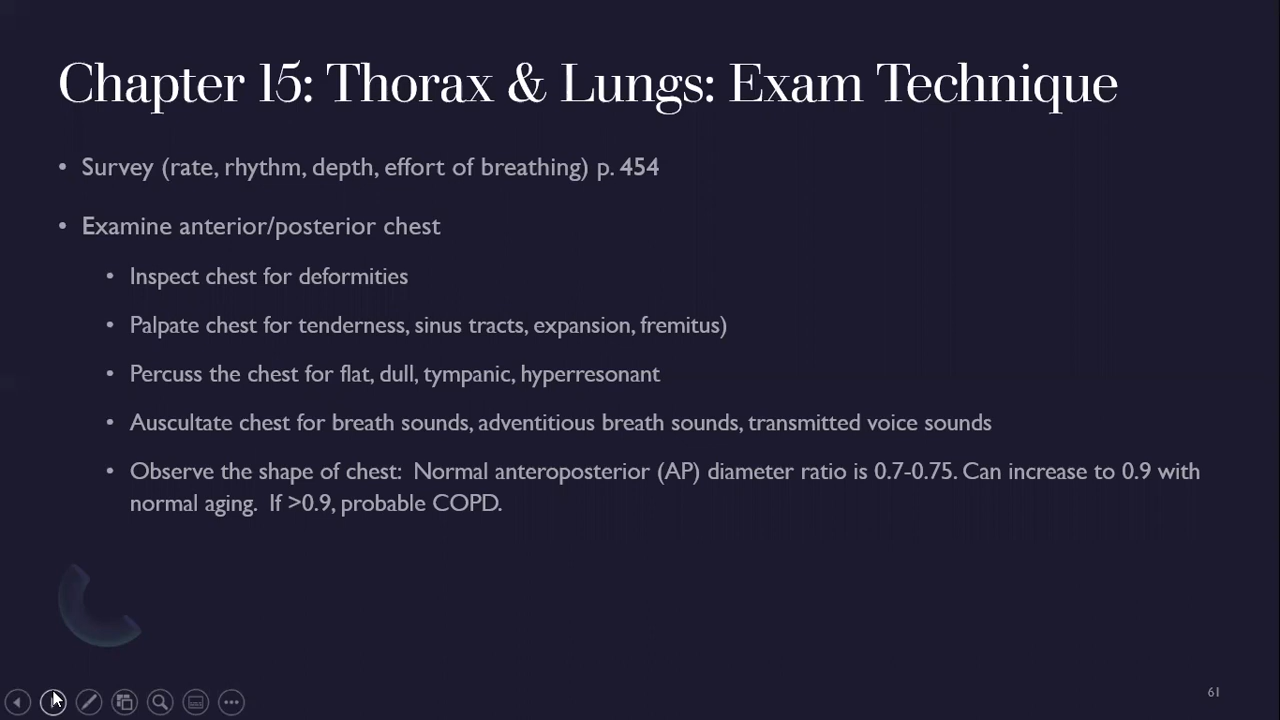 Chapter 15: Thorax & Lungs: Exam Technique
• Survey (rate, rhythm, depth, effort of breathing) p. 454
• Examine anterior/posterior chest
• Inspect chest for deformities
• Palpate chest for tenderness, sinus tracts, expansion, fremitus)
• Percuss the chest for flat, dull, tympanic, hyperresonant
• Auscultate chest for breath sounds, adventitious breath sounds, transmitted voice sounds
• Observe the shape of chest:  Normal anteroposterior (AP) diameter ratio is 0.7-0.75. Can increase to 0.9 with
normal aging.  If >0.9, probable COPD.
61